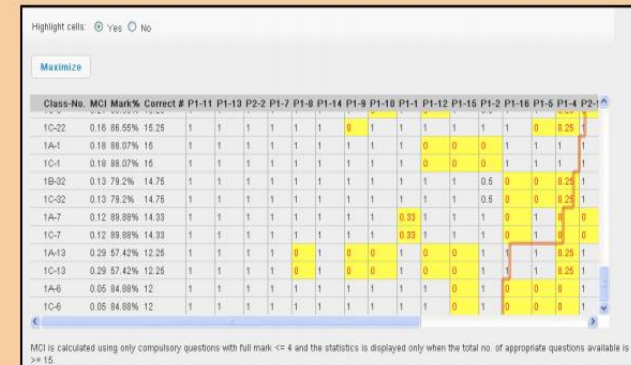 Highlight cells: Yes No
Maximize
Class-No. MCI Mark% Correct # P1-11 P1-13 P2-2 P1-7 P1-8 P1-14 P1-9 P1-10 P1-1 P1-12 P1-15 P1-2 P1-16 P1-5 P1-4 P2-1
1C-22 0.16 86.55% 15.25 1 1 1 1 1 1 0 1 1 1 1 1 1 0 0.25 1
1A-1 0.18 88.07% 15 1 1 1 1 1 1 1 1 1 0 0 0 1 1 1 1
1C-1 0.18 88.07% 15 1 1 1 1 1 1 1 1 1 0 0 0 1 1 1 1
1B-32 0.13 79.2% 14.75 1 1 1 1 1 1 1 1 1 1 1 0.5 0 0 0.25 1
1C-32 0.13 79.2% 14.75 1 1 1 1 1 1 1 1 1 1 1 0.5 0 0 0.25 1
1A-7 0.12 89.88% 14.33 1 1 1 1 1 1 1 1 0.33 1 1 1 0 1 0 0
1C-7 0.12 89.88% 14.33 1 1 1 1 1 1 1 1 0.33 1 1 1 0 1 0 0
1A-13 0.29 57.42% 12.25 1 1 1 1 0 1 0 0 1 0 0 1 1 1 0.25 1
1C-13 0.29 57.42% 12.25 1 1 1 1 0 1 0 0 1 0 0 1 1 1 0.25 1
1A-6 0.05 84.88% 12 1 1 1 1 1 1 1 1 1 1 0 1 0 0 0 1
1C-6 0.05 84.88% 12 1 1 1 1 1 1 1 1 1 1 0 1 0 0 0 1
MCI is calculated using only compulsory questions with full mark <= 4 and the statistics is displayed only when the total no. of appropriate questions available is
>= 15.